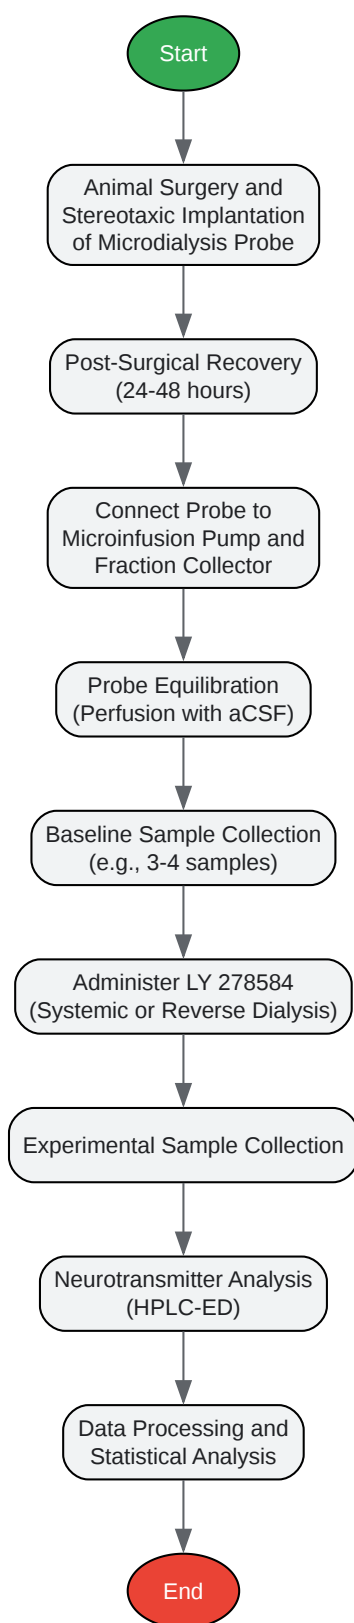 Start
Animal Surgery and
Stereotaxic Implantation
of Microdialysis Probe
Post-Surgical Recovery
(24-48 hours)
Connect Probe to
Microinfusion Pump and
Fraction Collector
Probe Equilibration
(Perfusion with aCSF)
Baseline Sample Collection
(e.g., 3-4 samples)
Administer LY 278584
(Systemic or Reverse Dialysis)
Experimental Sample Collection
Neurotransmitter Analysis
(HPLC-ED)
Data Processing and
Statistical Analysis
End